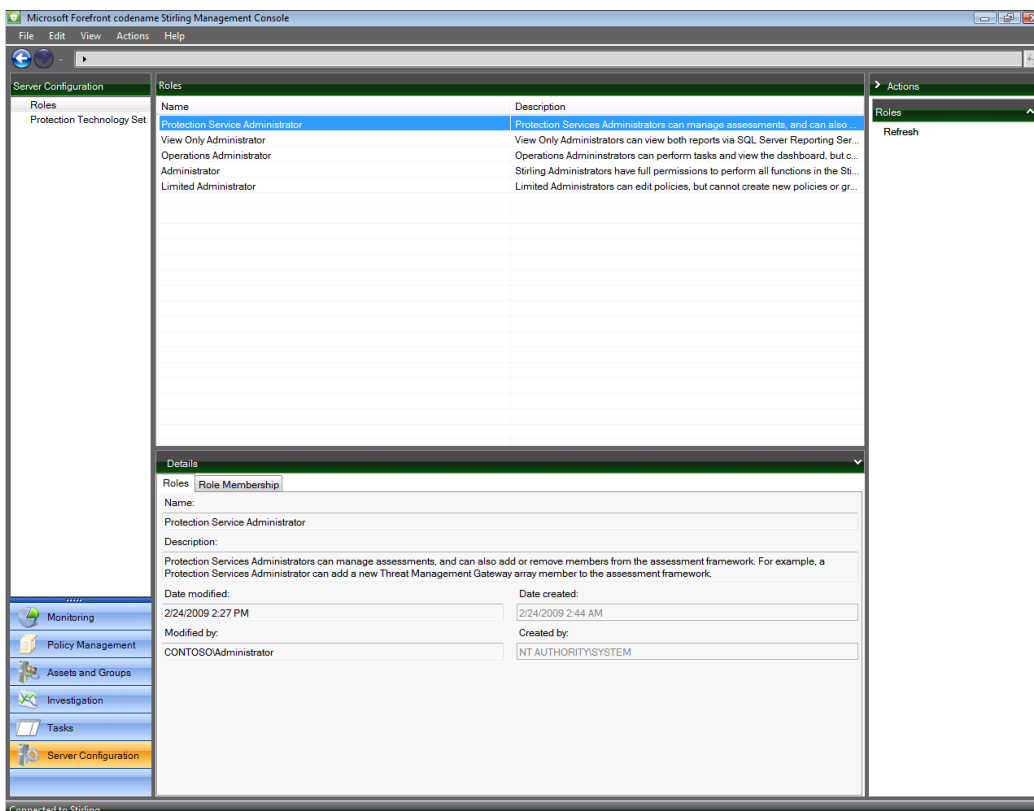 Microsoft Forefront codename Stirling Management Console
File Edit View Actions Help
Server Configuration
Roles
Protection Technology Set
Roles
Name Description
Protection Service Administrator Protection Services Administrators can manage assessments, and can also ...
View Only Administrator View Only Administrators can view both reports via SQL Server Reporting Ser...
Operations Administrator Operations Admininstrators can perform tasks and view the dashboard, but c...
Administrator Stirling Administrators have full permissions to perform all functions in the Sti...
Limited Administrator Limited Administrators can edit policies, but cannot create new policies or gr...
Actions
Roles
Refresh
Details
Roles Role Membership
Name:
Protection Service Administrator
Description:
Protection Services Administrators can manage assessments, and can also add or remove members from the assessment framework. For example, a
Protection Services Administrator can add a new Threat Management Gateway array member to the assessment framework.
Date modified: Date created:
2/24/2009 2:27 PM 2/24/2009 2:44 AM
Modified by: Created by:
CONTOSO\Administrator NT AUTHORITY\SYSTEM
Monitoring
Policy Management
Assets and Groups
Investigation
Tasks
Server Configuration
Connected to Stirling